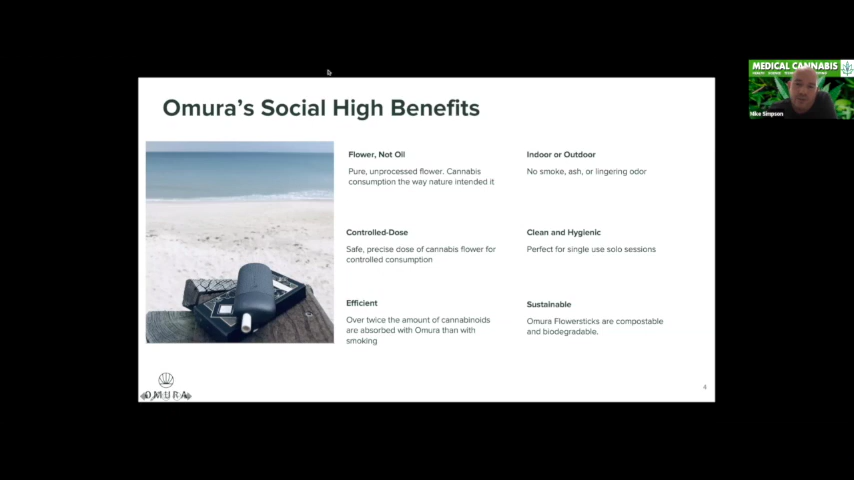 Omura's Social High Benefits
Flower, Not Oil
Pure, unprocessed flower. Cannabis
consumption the way nature intended it
Indoor or Outdoor
No smoke, ash, or lingering odor
Controlled-Dose
Safe, precise dose of cannabis flower for
controlled consumption
Clean and Hygienic
Perfect for single use solo sessions
Efficient
Over twice the amount of cannabinoids
are absorbed with Omura than with
smoking
Sustainable
Omura Flowersticks are compostable
and biodegradable.
OMURA
4
MEDICAL CANNABIS
Mike Simpson